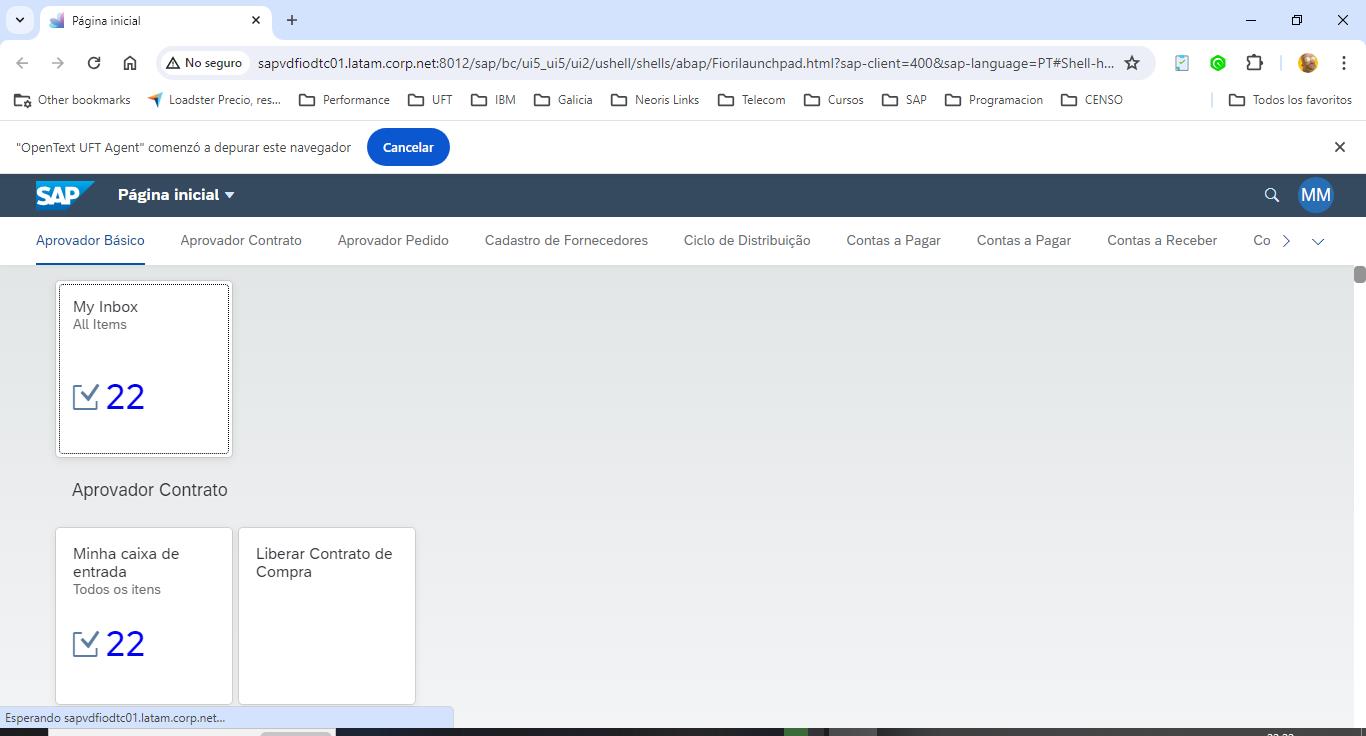 Página inicial
No seguro
sapvdfiodtc01.latam.corp.net:8012/sap/bc/ui5_ui5/ui2/ushell/shells/abap/Fiorilaunchpad.html?sap-client=400&sap-language=PT#Shell-h...
Other bookmarks Loadster Precio, res... Performance UFT IBM Galicia Neoris Links Telecom Cursos SAP Programacion CENSO Todos los favoritos
"OpenText UFT Agent" comenzó a depurar este navegador Cancelar
SAP Página inicial MM
Aprovador Básico Aprovador Contrato Aprovador Pedido Cadastro de Fornecedores Ciclo de Distribuição Contas a Pagar Contas a Pagar Contas a Receber Co
My Inbox
All Items
22
Aprovador Contrato
Minha caixa de
entrada
Todos os itens
22
Liberar Contrato de
Compra
Esperando sapvdfiodtc01.latam.corp.net...